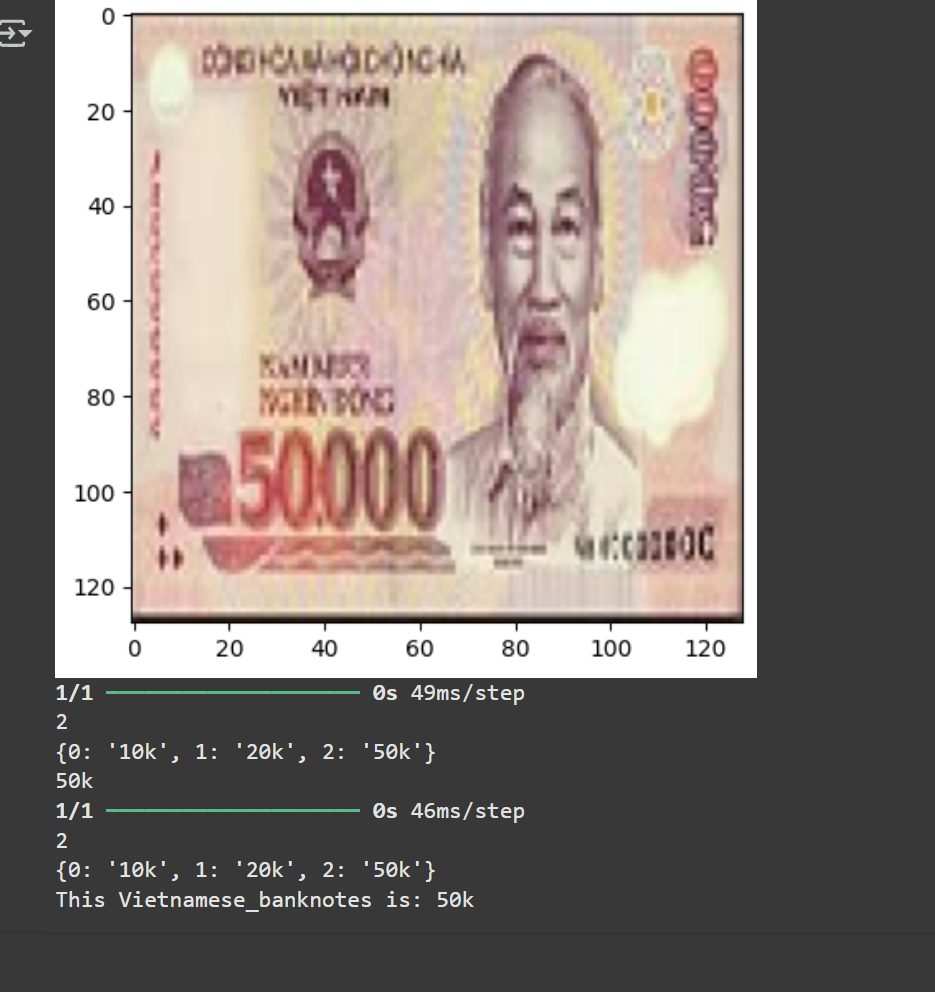 0
20
40
60
80
100
120
VIỆT NAM
50.000
0 20 40 60 80 100 120
1/1 ━━━━━━━━━━━━━━━━━━━━ 0s 49ms/step
2
{0: '10k', 1: '20k', 2: '50k'}
50k
1/1 ━━━━━━━━━━━━━━━━━━━━ 0s 46ms/step
2
{0: '10k', 1: '20k', 2: '50k'}
This Vietnamese_banknotes is: 50k